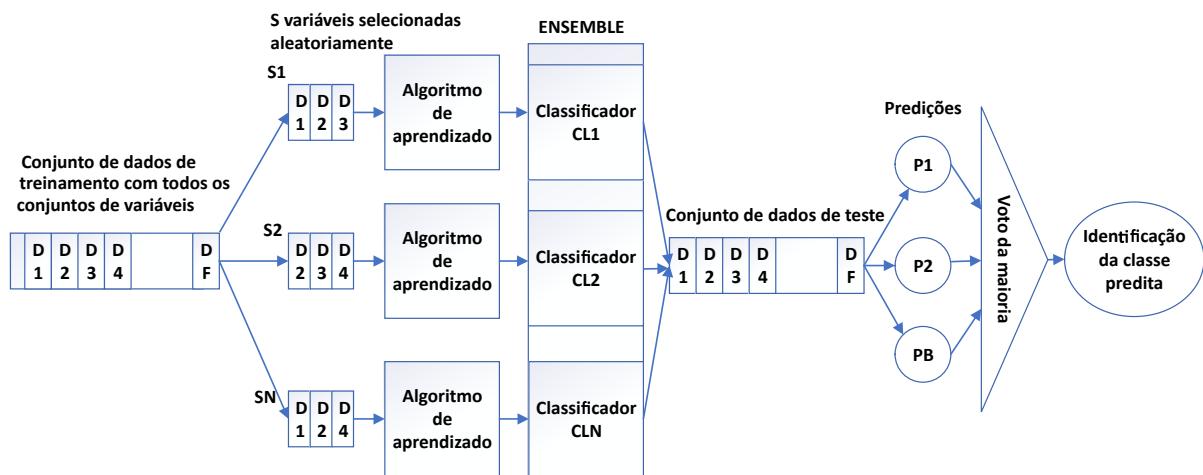 S variáveis selecionadas
aleatoriamente
ENSEMBLE
Conjunto de dados de
treinamento com todos os
conjuntos de variáveis
D D D D D
1 2 3 4 F
S1
D D D
1 2 3
Algoritmo
de
aprendizado
Classificador
CL1
S2
D D D
2 3 4
Algoritmo
de
aprendizado
Classificador
CL2
SN
D D D
1 2 4
Algoritmo
de
aprendizado
Classificador
CLN
Conjunto de dados de teste
D D D D D
1 2 3 4 F
Predições
P1
P2
PB
Voto da maioria
Identificação
da classe
predita